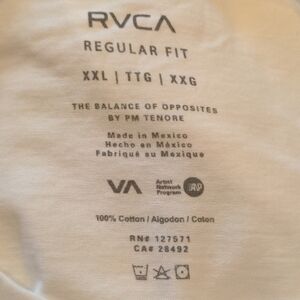 RVCA
REGULAR FIT
XXL | TTG | XXG
THE BALANCE OF OPPOSITES
BY PM TENORE
Made in Mexico
Hecho en México
Fabriqué au Mexique
VA
Artist
Network
Program
100% Cotton / Algodon / Coton
RN# 127571
CA# 28492